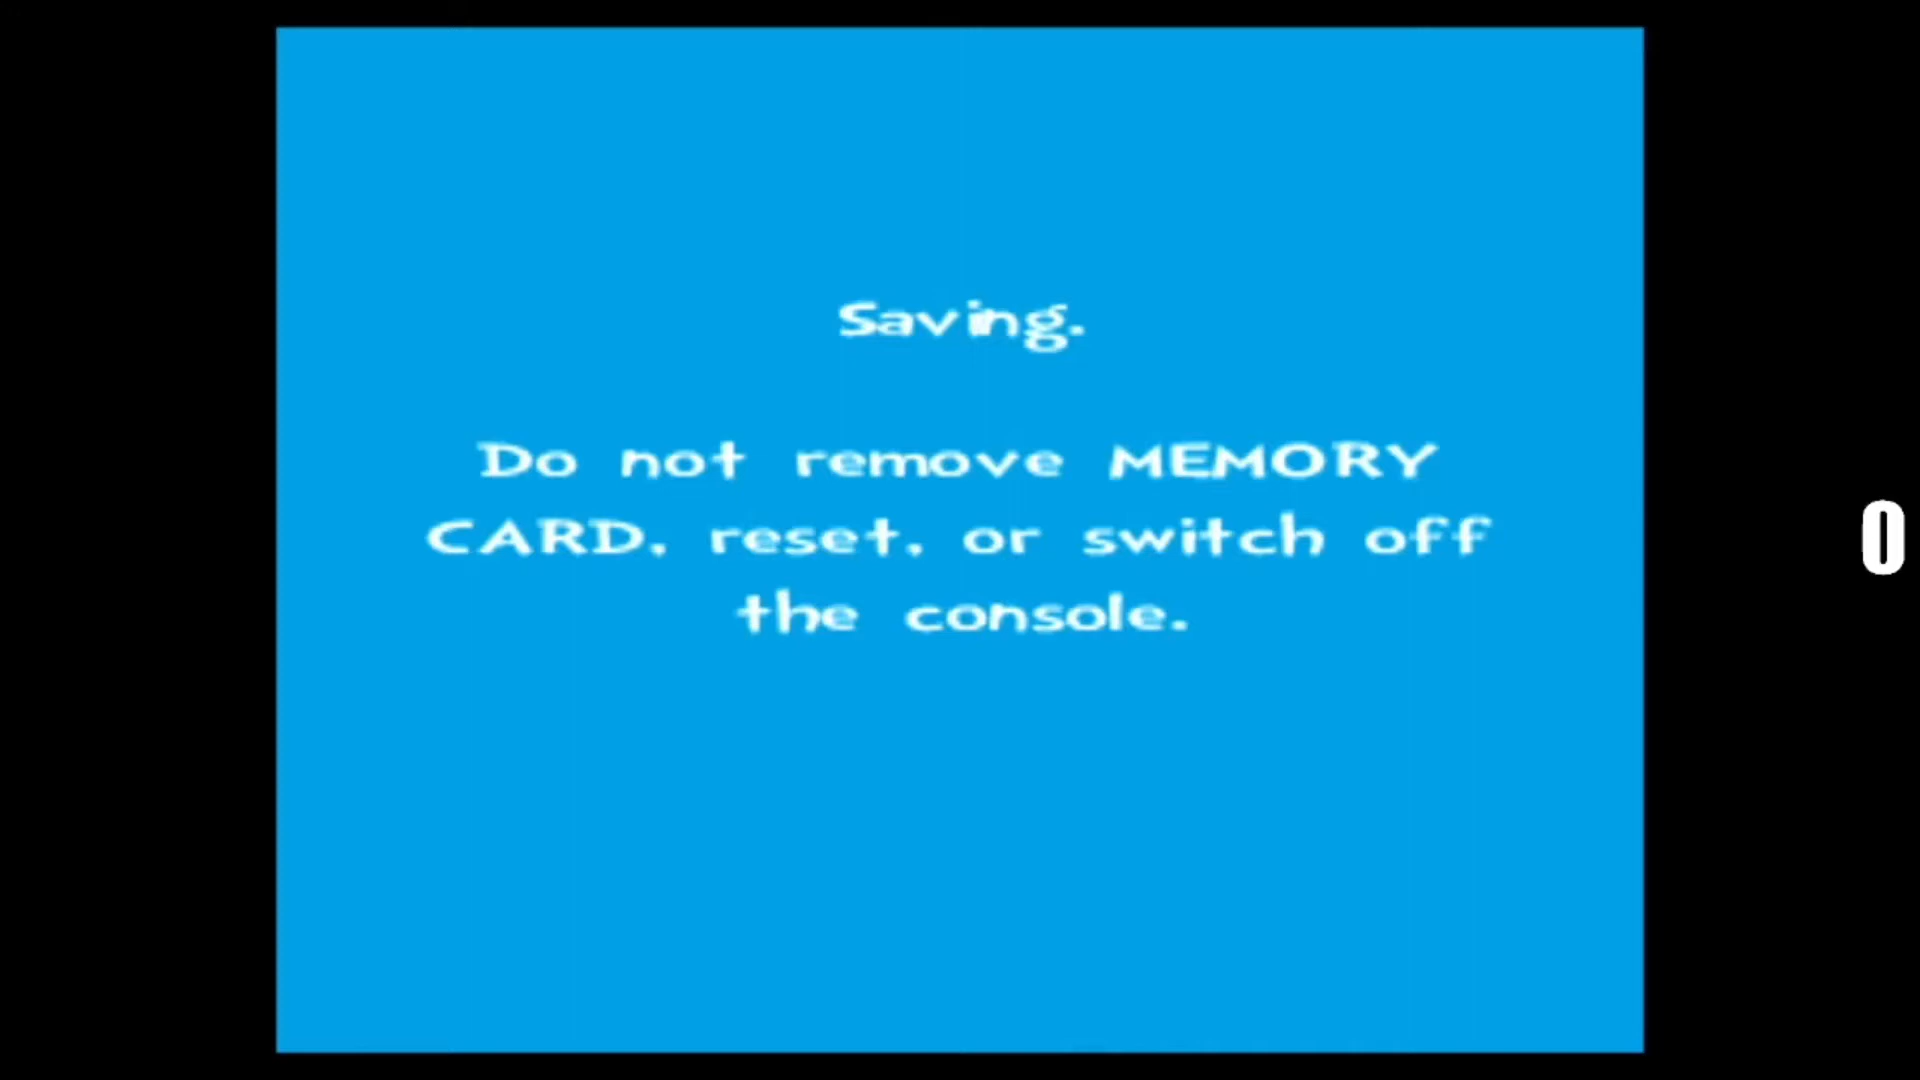 Saving.
Do not remove MEMORY
CARD, reset, or switch off
the console.
0